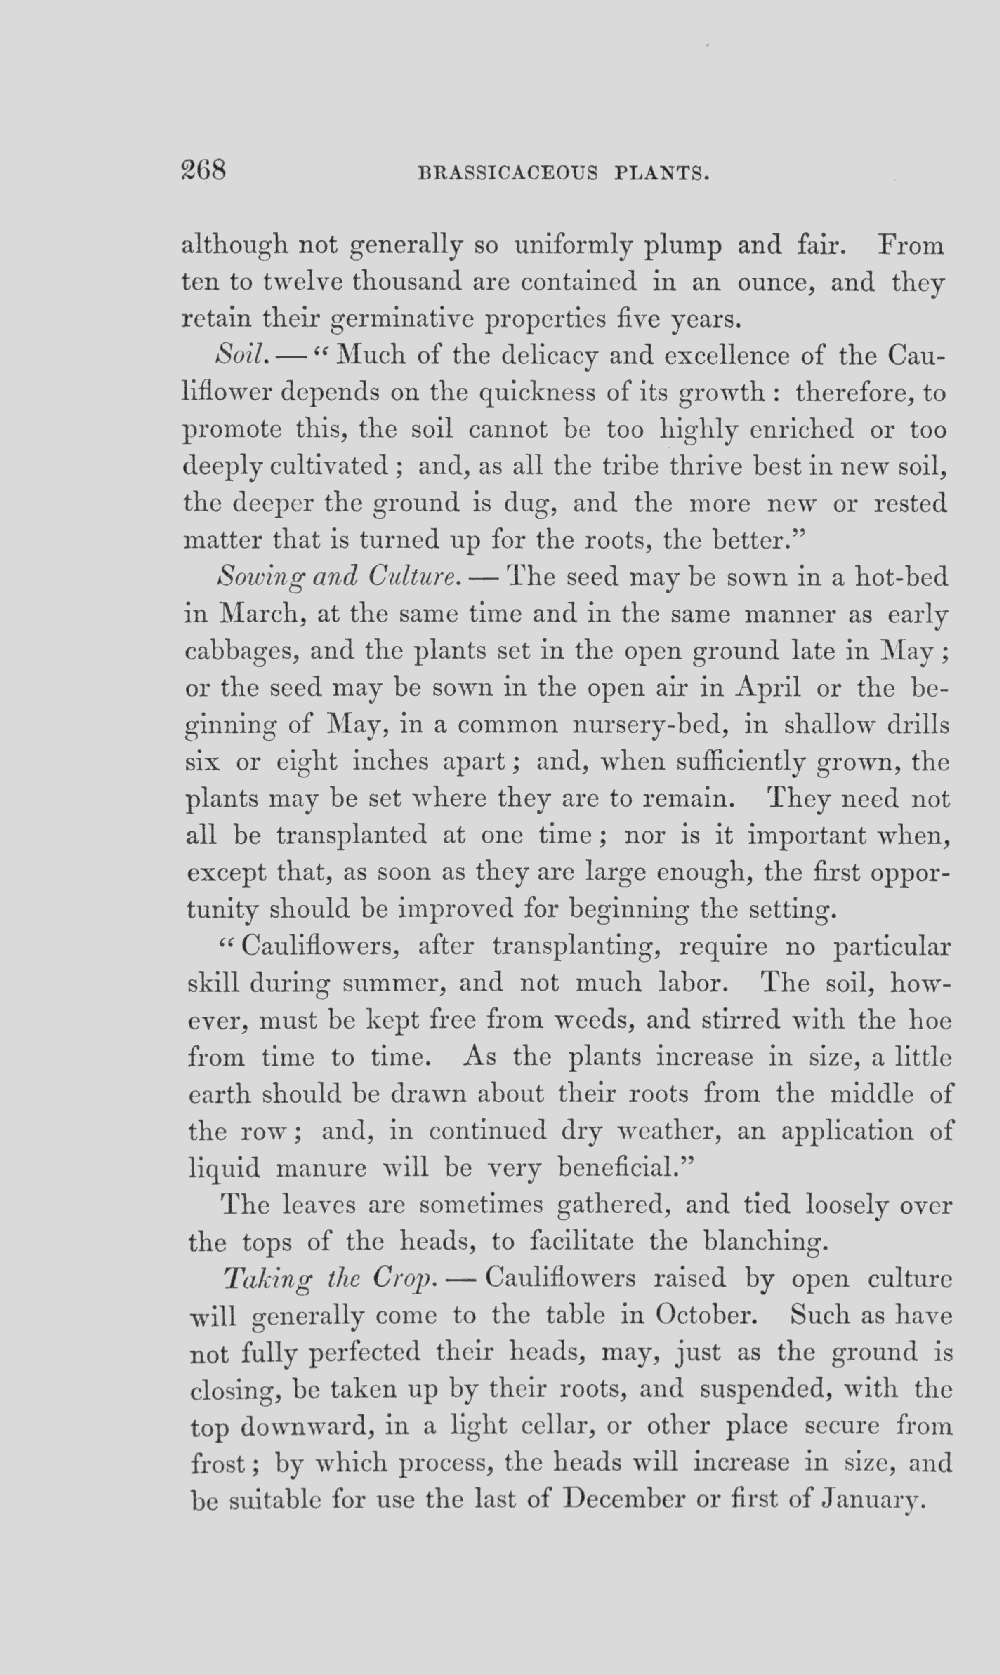 268 BRASSICACEOUS PLANTS.
although not generally so uniformly plump and fair. From
ten to twelve thousand are contained in an ounce, and they
retain their germinative properties five years.
Soil. — “ Much of the delicacy and excellence of the Cau-
liflower depends on the quickness of its growth : therefore, to
promote this, the soil cannot be too highly enriched or too
deeply cultivated ; and, as all the tribe thrive best in new soil,
the deeper the ground is dug, and the more new or rested
matter that is turned up for the roots, the better.”
Sowing and Culture. — The seed may be sown in a hot-bed
in March, at the same time and in the same manner as early
cabbages, and the plants set in the open ground late in May ;
or the seed may be sown in the open air in April or the be-
ginning of May, in a common nursery-bed, in shallow drills
six or eight inches apart ; and, when sufficiently grown, the
plants may be set where they are to remain. They need not
all be transplanted at one time ; nor is it important when,
except that, as soon as they are large enough, the first oppor-
tunity should be improved for beginning the setting.
“ Cauliflowers, after transplanting, require no particular
skill during summer, and not much labor. The soil, how-
ever, must be kept free from weeds, and stirred with the hoe
from time to time. As the plants increase in size, a little
earth should be drawn about their roots from the middle of
the row ; and, in continued dry weather, an application of
liquid manure will be very beneficial.”
The leaves are sometimes gathered, and tied loosely over
the tops of the heads, to facilitate the blanching.
Taking the Crop. — Cauliflowers raised by open culture
will generally come to the table in October. Such as have
not fully perfected their heads, may, just as the ground is
closing, be taken up by their roots, and suspended, with the
top downward, in a light cellar, or other place secure from
frost ; by which process, the heads will increase in size, and
be suitable for use the last of December or first of January.